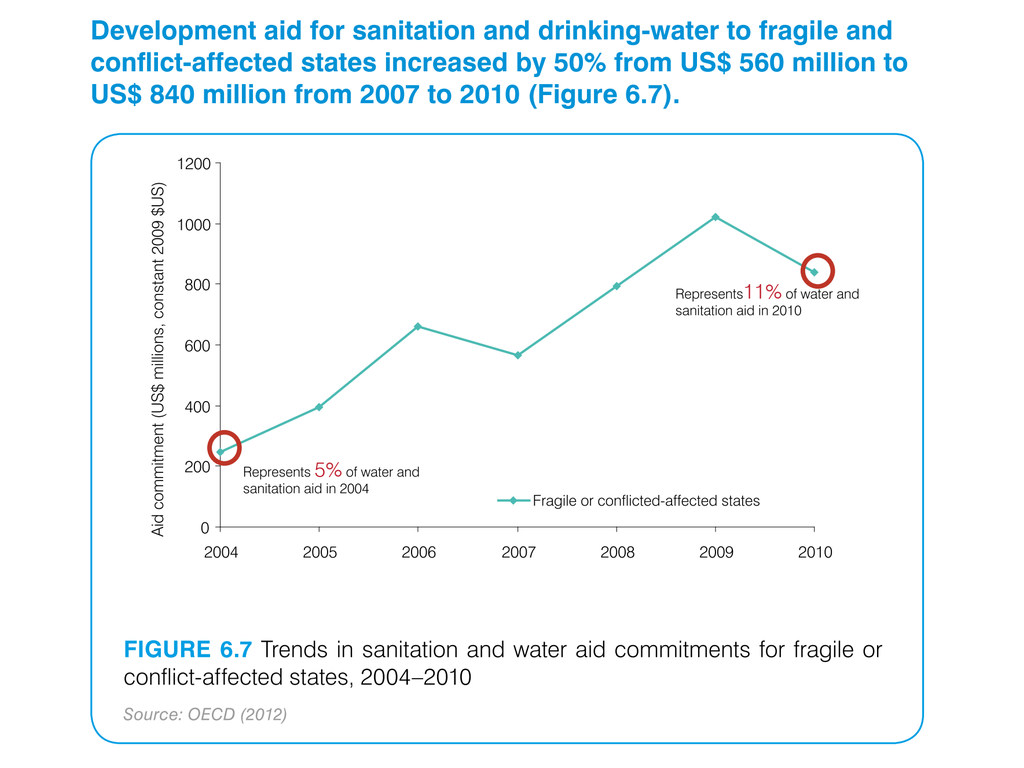 Development aid for sanitation and drinking-water to fragile and
conflict-affected states increased by 50% from US$ 560 million to
US$ 840 million from 2007 to 2010 (Figure 6.7).
Aid commitment (US$ millions, constant 2009 $US)
1200
1000
800
600
400
200
0
Represents 11% of water and
sanitation aid in 2010
Represents 5% of water and
sanitation aid in 2004
Fragile or conflicted-affected states
2004 2005 2006 2007 2008 2009 2010
FIGURE 6.7 Trends in sanitation and water aid commitments for fragile or
conflict-affected states, 2004–2010
Source: OECD (2012)